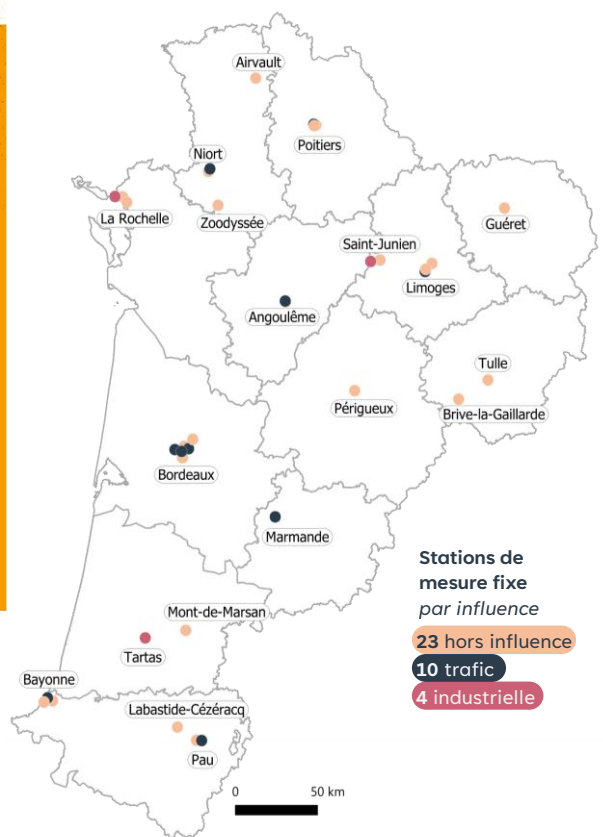 Airvault
Poitiers
Niort
La Rochelle
Zoodyssée
Guéret
Saint-Junien
Limoges
Angoulême
Tulle
Périgueux
Brive-la-Gaillarde
Bordeaux
Marmande
Stations de
mesure fixe
par influence
23 hors influence
10 trafic
4 industrielle
Mont-de-Marsan
Tartas
Bayonne
Labastide-Cézéracq
Pau
0 50 km